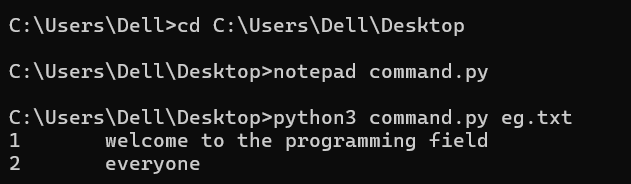 C:\Users\Dell>cd C:\Users\Dell\Desktop
C:\Users\Dell\Desktop>notepad command.py
C:\Users\Dell\Desktop>python3 command.py eg.txt
1       welcome to the programming field
2       everyone